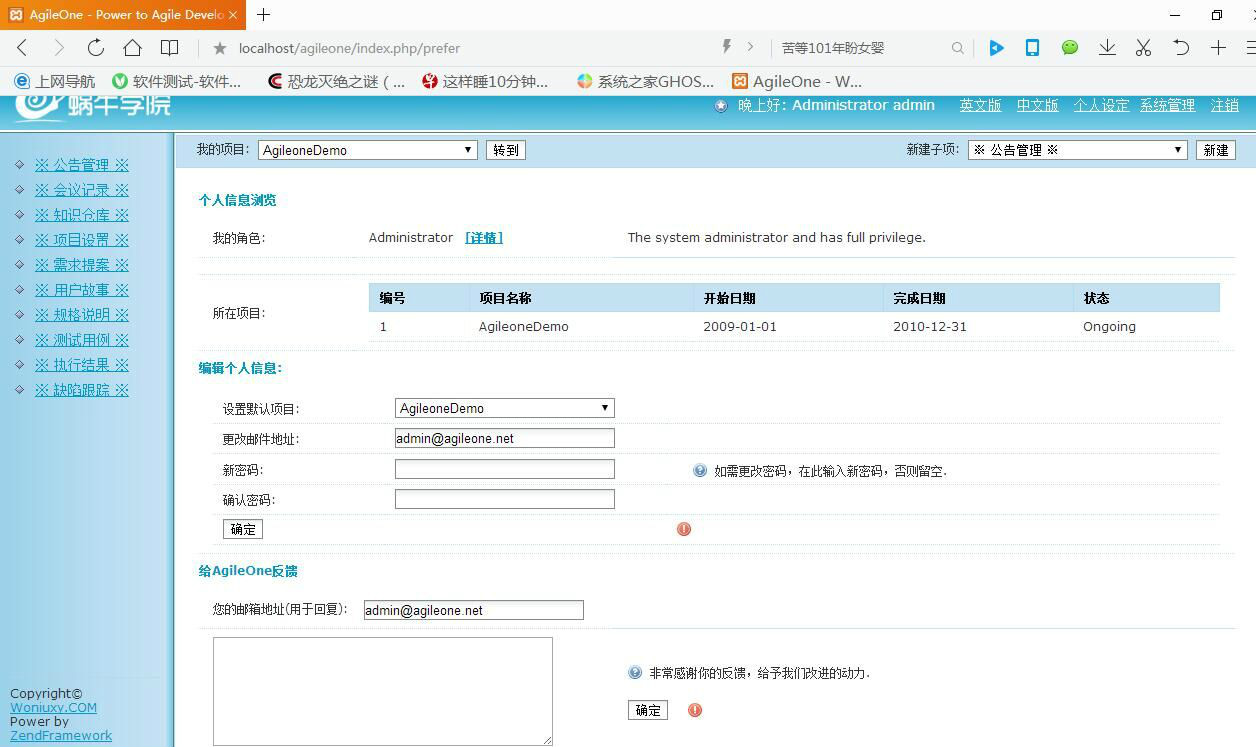 AgileOne - Power to Agile Develo
localhost/agileone/index.php/prefer
苦等101年盼女婴
上网导航 软件测试-软件... 恐龙灭绝之谜 ( ... 这样睡10分钟... 系统之家GHOS... AgileOne - W...
蜗牛学院 晚上好: Administrator admin 英文版 中文版 个人设定 系统管理 注销
我的项目: AgileoneDemo 转到 新建子项: ※ 公告管理 ※ 新建
※ 公告管理 ※
※ 会议记录 ※
※ 知识仓库 ※
※ 项目设置 ※
※ 需求提案 ※
※ 用户故事 ※
※ 规格说明 ※
※ 测试用例 ※
※ 执行结果 ※
※ 缺陷跟踪 ※
个人信息浏览
我的角色: Administrator [详情] The system administrator and has full privilege.
所在项目:
编号 项目名称 开始日期 完成日期 状态
1 AgileoneDemo 2009-01-01 2010-12-31 Ongoing
编辑个人信息:
设置默认项目: AgileoneDemo
更改邮件地址: admin@agileone.net
新密码: 如需更改密码，在此输入新密码，否则留空.
确认密码:
确定
给AgileOne反馈
您的邮箱地址(用于回复): admin@agileone.net
非常感谢你的反馈，给予我们改进的动力.
确定
Copyright©
Woniuxy.COM
Power by
ZendFramework